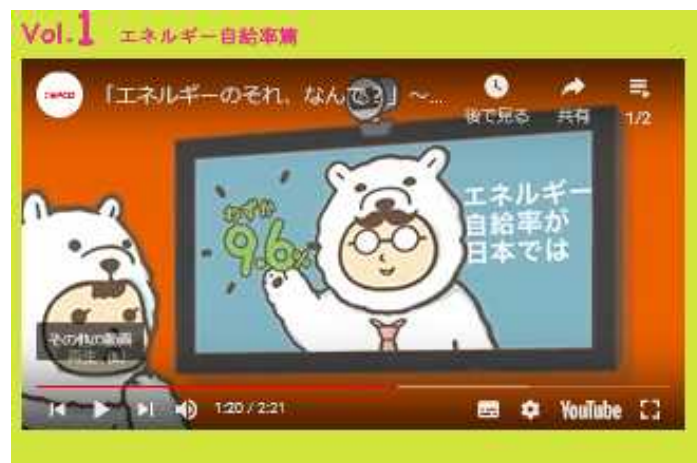 Vol.1 エネルギー自給率篇
「エネルギーのそれ、なんで?」〜...
後で見る
共有
1/2
エネルギー
自給率が
日本では
わずか
9.6%
その他の動画
1:20 / 2:21
YouTube